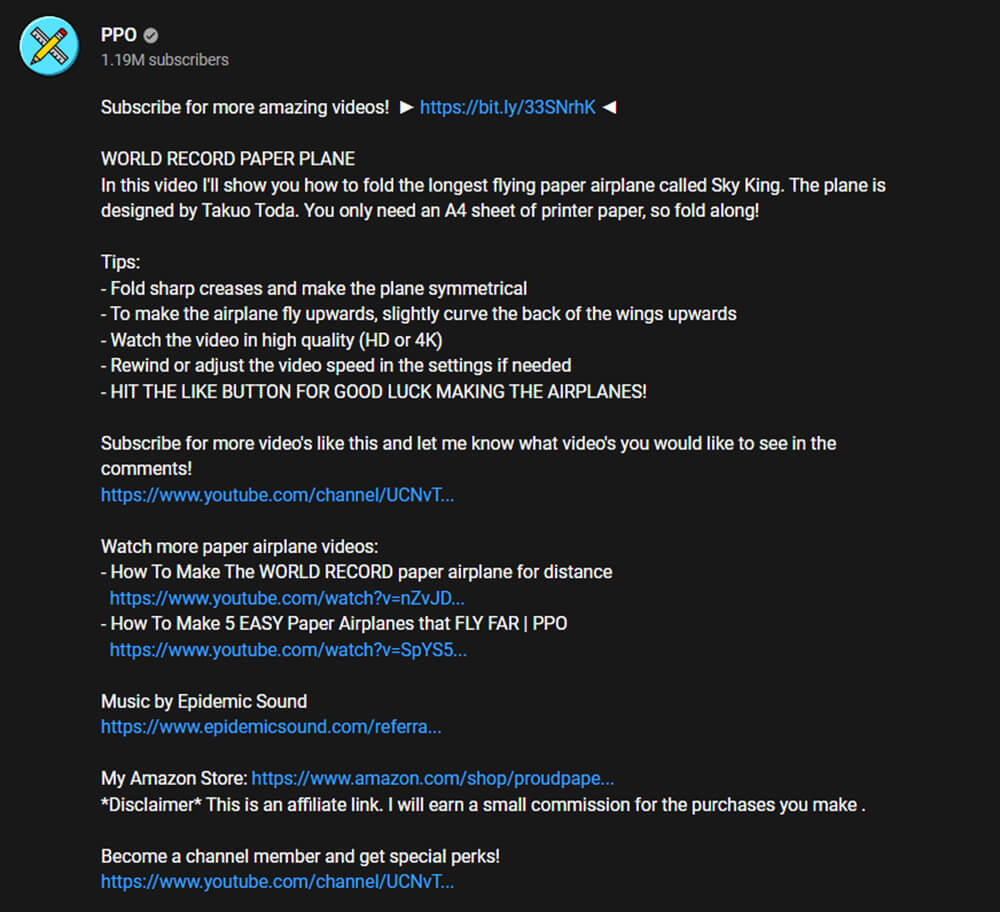 PPO
1.19M subscribers
Subscribe for more amazing videos! ► https://bit.ly/33SNrhK ◄
WORLD RECORD PAPER PLANE
In this video I'll show you how to fold the longest flying paper airplane called Sky King. The plane is
designed by Takuo Toda. You only need an A4 sheet of printer paper, so fold along!
Tips:
- Fold sharp creases and make the plane symmetrical
- To make the airplane fly upwards, slightly curve the back of the wings upwards
- Watch the video in high quality (HD or 4K)
- Rewind or adjust the video speed in the settings if needed
- HIT THE LIKE BUTTON FOR GOOD LUCK MAKING THE AIRPLANES!
Subscribe for more video's like this and let me know what video's you would like to see in the
comments!
https://www.youtube.com/channel/UCNvT...
Watch more paper airplane videos:
- How To Make The WORLD RECORD paper airplane for distance
https://www.youtube.com/watch?v=nZvJD...
- How To Make 5 EASY Paper Airplanes that FLY FAR | PPO
https://www.youtube.com/watch?v=SpYS5...
Music by Epidemic Sound
https://www.epidemicsound.com/referra...
My Amazon Store: https://www.amazon.com/shop/proudpape...
*Disclaimer* This is an affiliate link. I will earn a small commission for the purchases you make .
Become a channel member and get special perks!
https://www.youtube.com/channel/UCNvT...